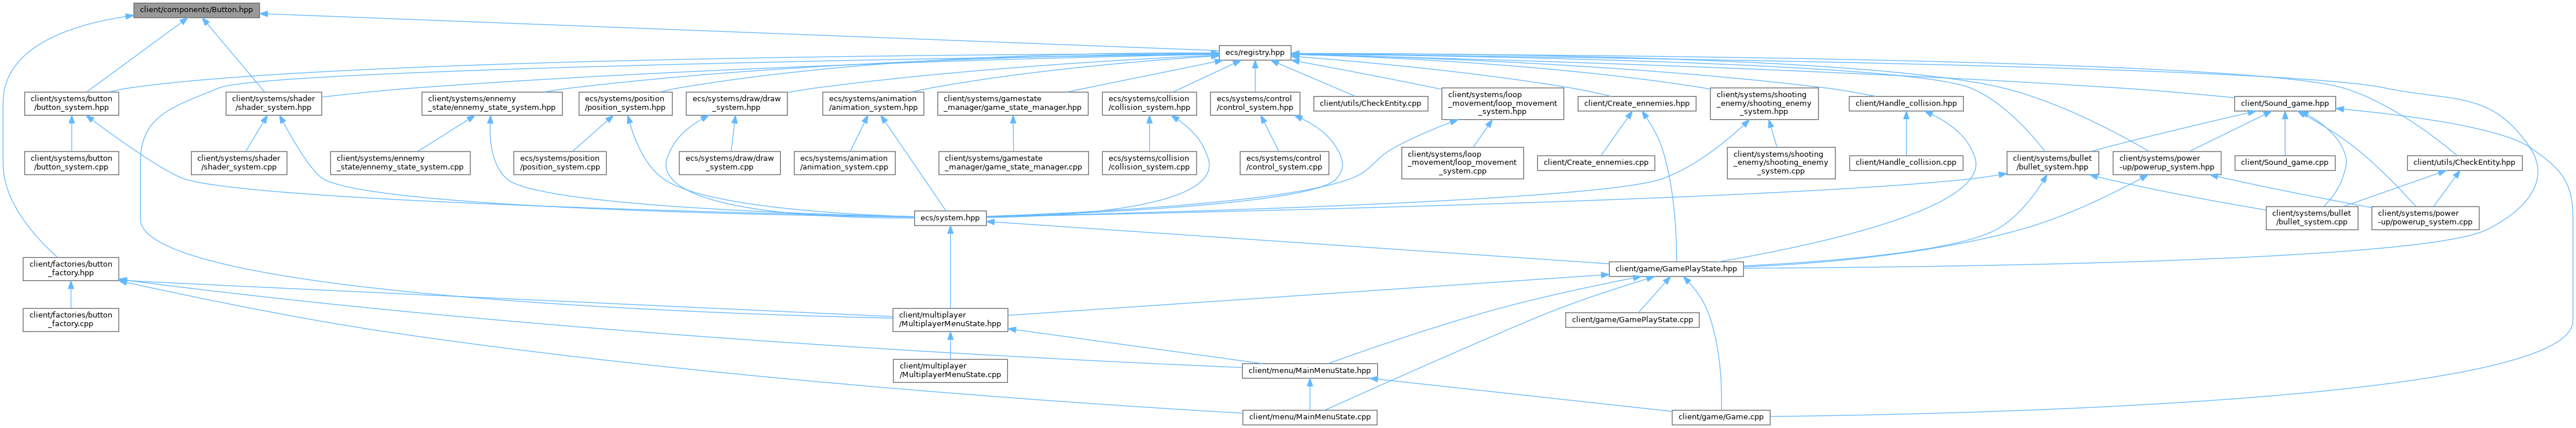 client/components/Button.hpp
ecs/registry.hpp
client/systems/button
/button_system.hpp
client/systems/shader
/shader_system.hpp
client/systems/ennemy
_state/ennemy_state_system.hpp
ecs/systems/position
/position_system.hpp
ecs/systems/draw/draw
_system.hpp
ecs/systems/animation
/animation_system.hpp
client/systems/gamestate
_manager/game_state_manager.hpp
ecs/systems/collision
/collision_system.hpp
ecs/systems/control
/control_system.hpp
client/utils/CheckEntity.cpp
client/systems/loop
_movement/loop_movement
_system.hpp
client/Create_ennemies.hpp
client/systems/shooting
_enemy/shooting_enemy
_system.hpp
client/Handle_collision.hpp
client/Sound_game.hpp
client/systems/button
/button_system.cpp
client/systems/shader
/shader_system.cpp
client/systems/ennemy
_state/ennemy_state_system.cpp
ecs/systems/position
/position_system.cpp
ecs/systems/draw/draw
_system.cpp
ecs/systems/animation
/animation_system.cpp
client/systems/gamestate
_manager/game_state_manager.cpp
ecs/systems/collision
/collision_system.cpp
ecs/systems/control
/control_system.cpp
client/systems/loop
_movement/loop_movement
_system.cpp
client/Create_ennemies.cpp
client/systems/shooting
_enemy/shooting_enemy
_system.cpp
client/Handle_collision.cpp
client/systems/bullet
/bullet_system.hpp
client/systems/power
-up/powerup_system.hpp
client/Sound_game.cpp
client/utils/CheckEntity.hpp
ecs/system.hpp
client/systems/bullet
/bullet_system.cpp
client/systems/power
-up/powerup_system.cpp
client/factories/button
_factory.hpp
client/game/GamePlayState.hpp
client/factories/button
_factory.cpp
client/multiplayer
/MultiplayerMenuState.hpp
client/game/GamePlayState.cpp
client/multiplayer
/MultiplayerMenuState.cpp
client/menu/MainMenuState.hpp
client/menu/MainMenuState.cpp
client/game/Game.cpp